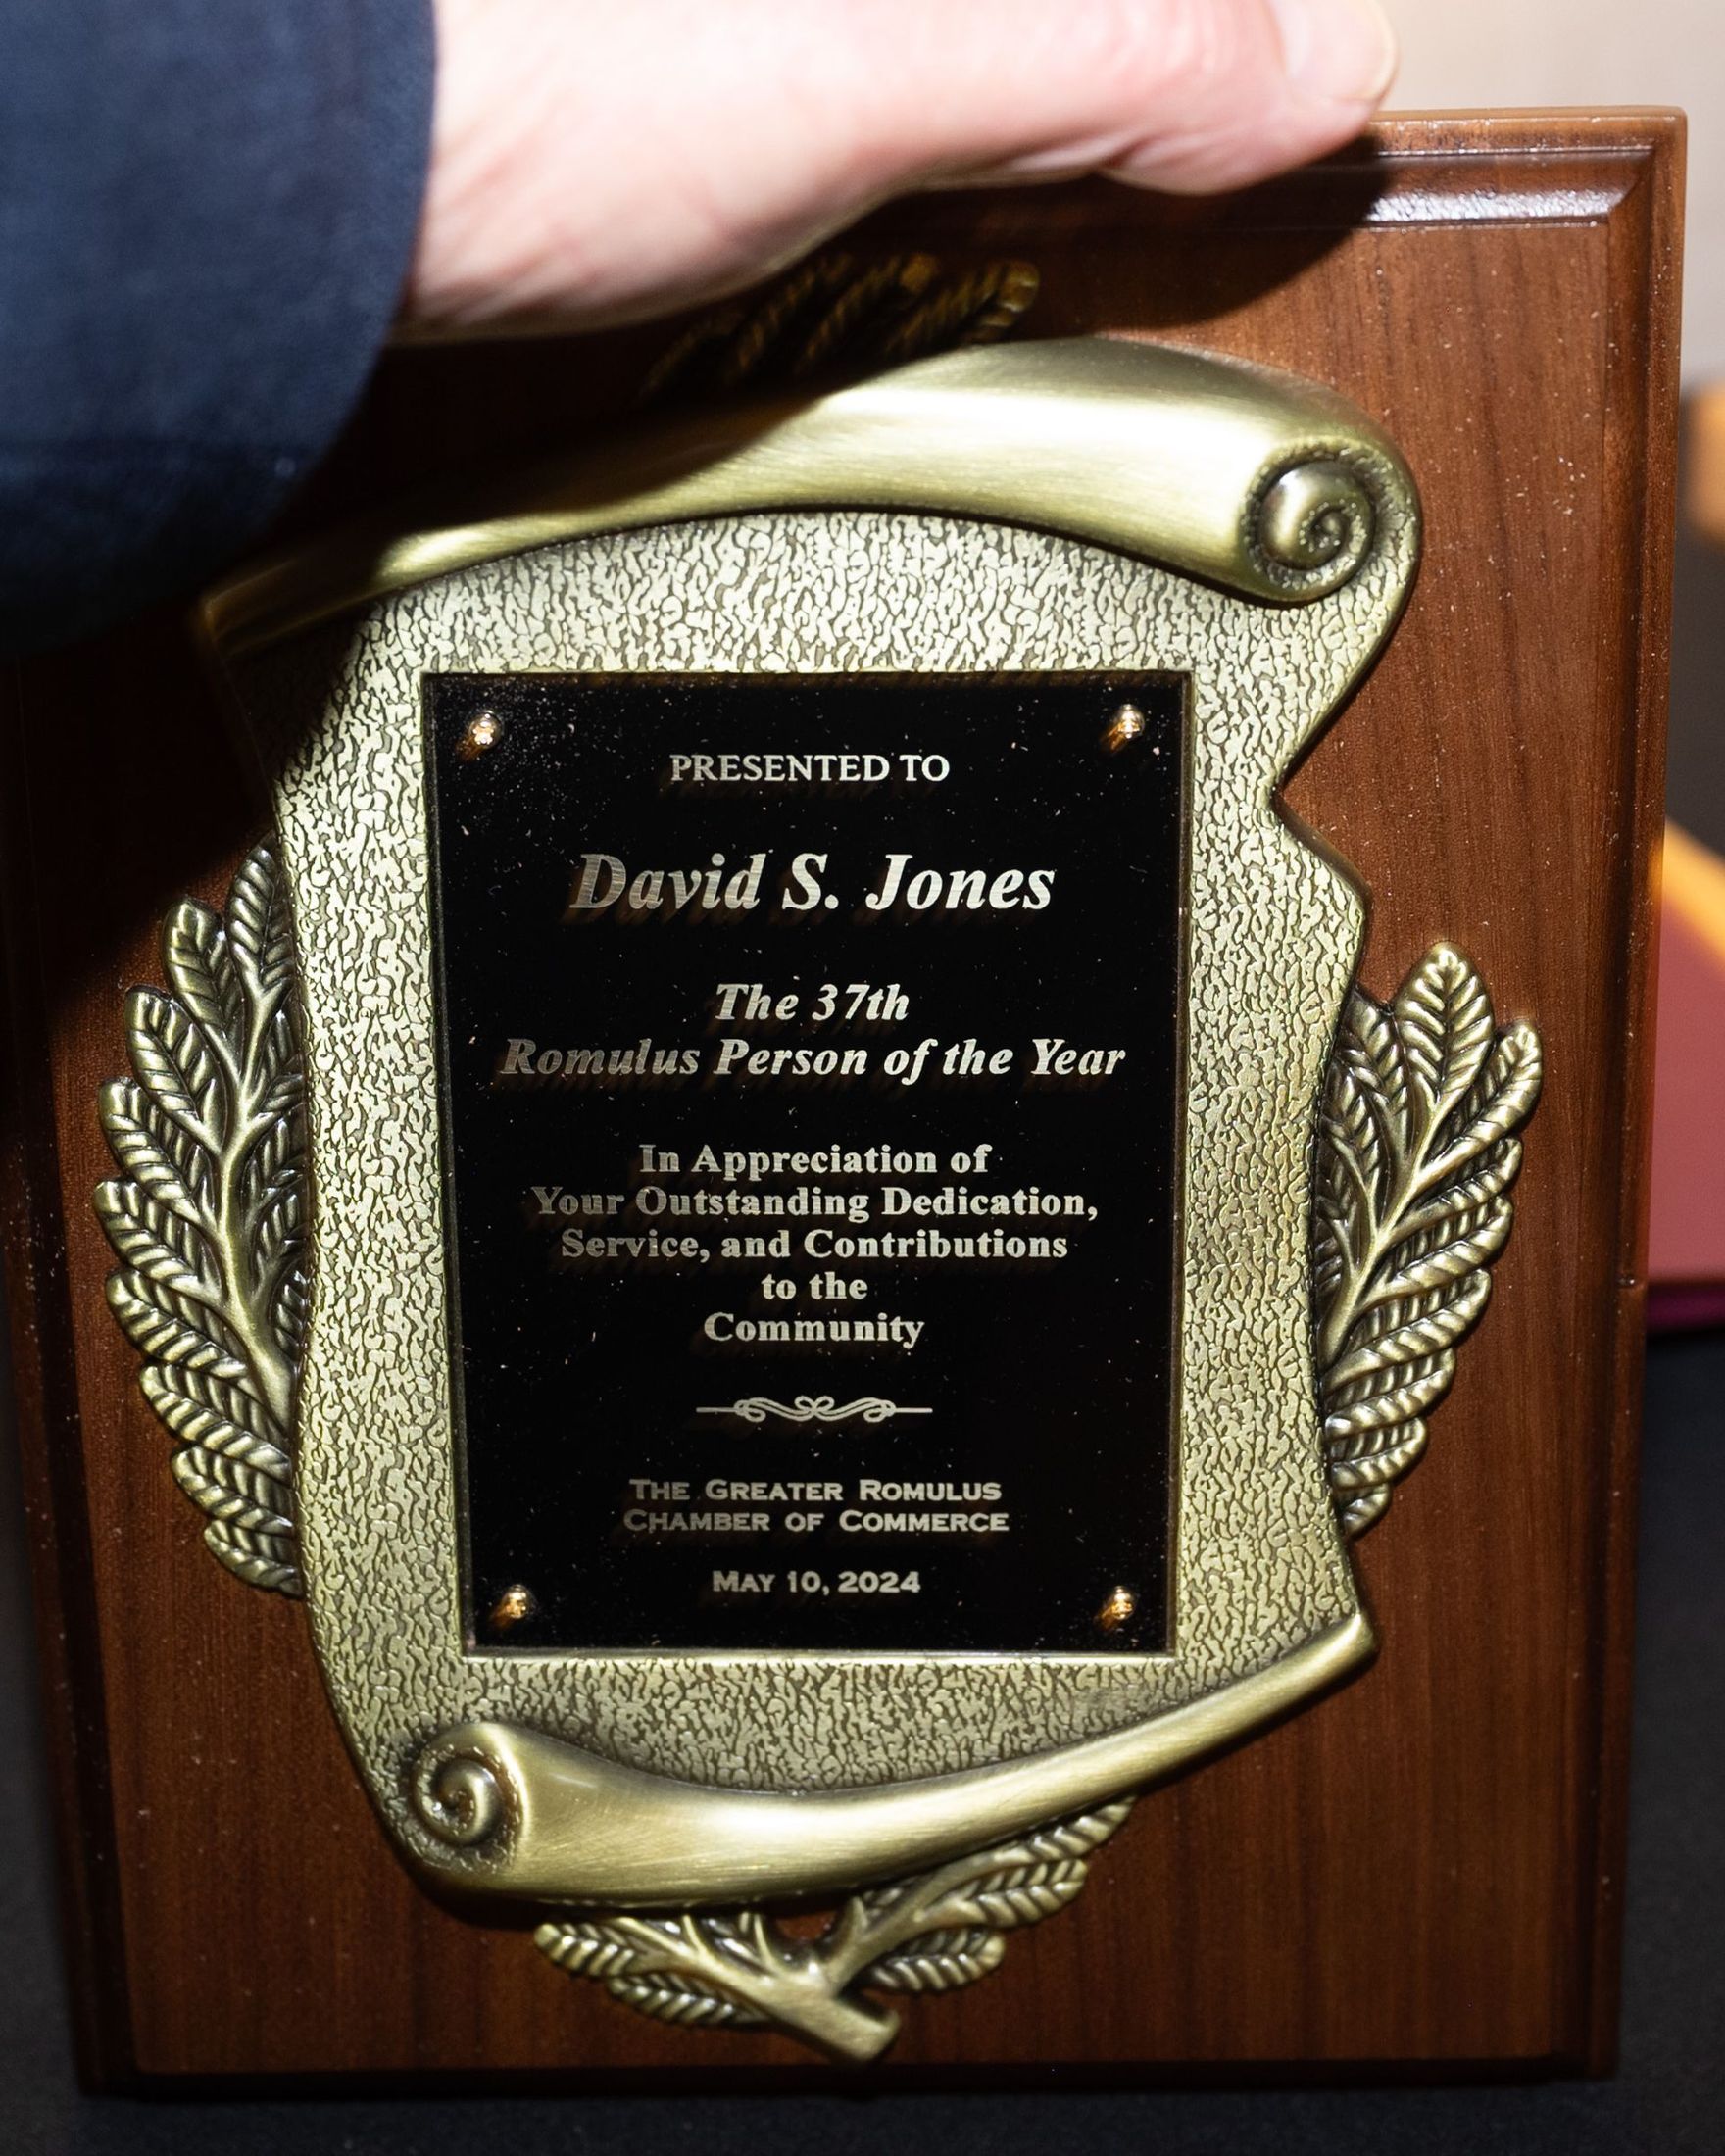 PRESENTED TO
David S. Jones
The 37th
Romulus Person of the Year
In Appreciation of
Your Outstanding Dedication,
Service, and Contributions
to the
Community
THE GREATER ROMULUS
CHAMBER OF COMMERCE
MAY 10, 2024